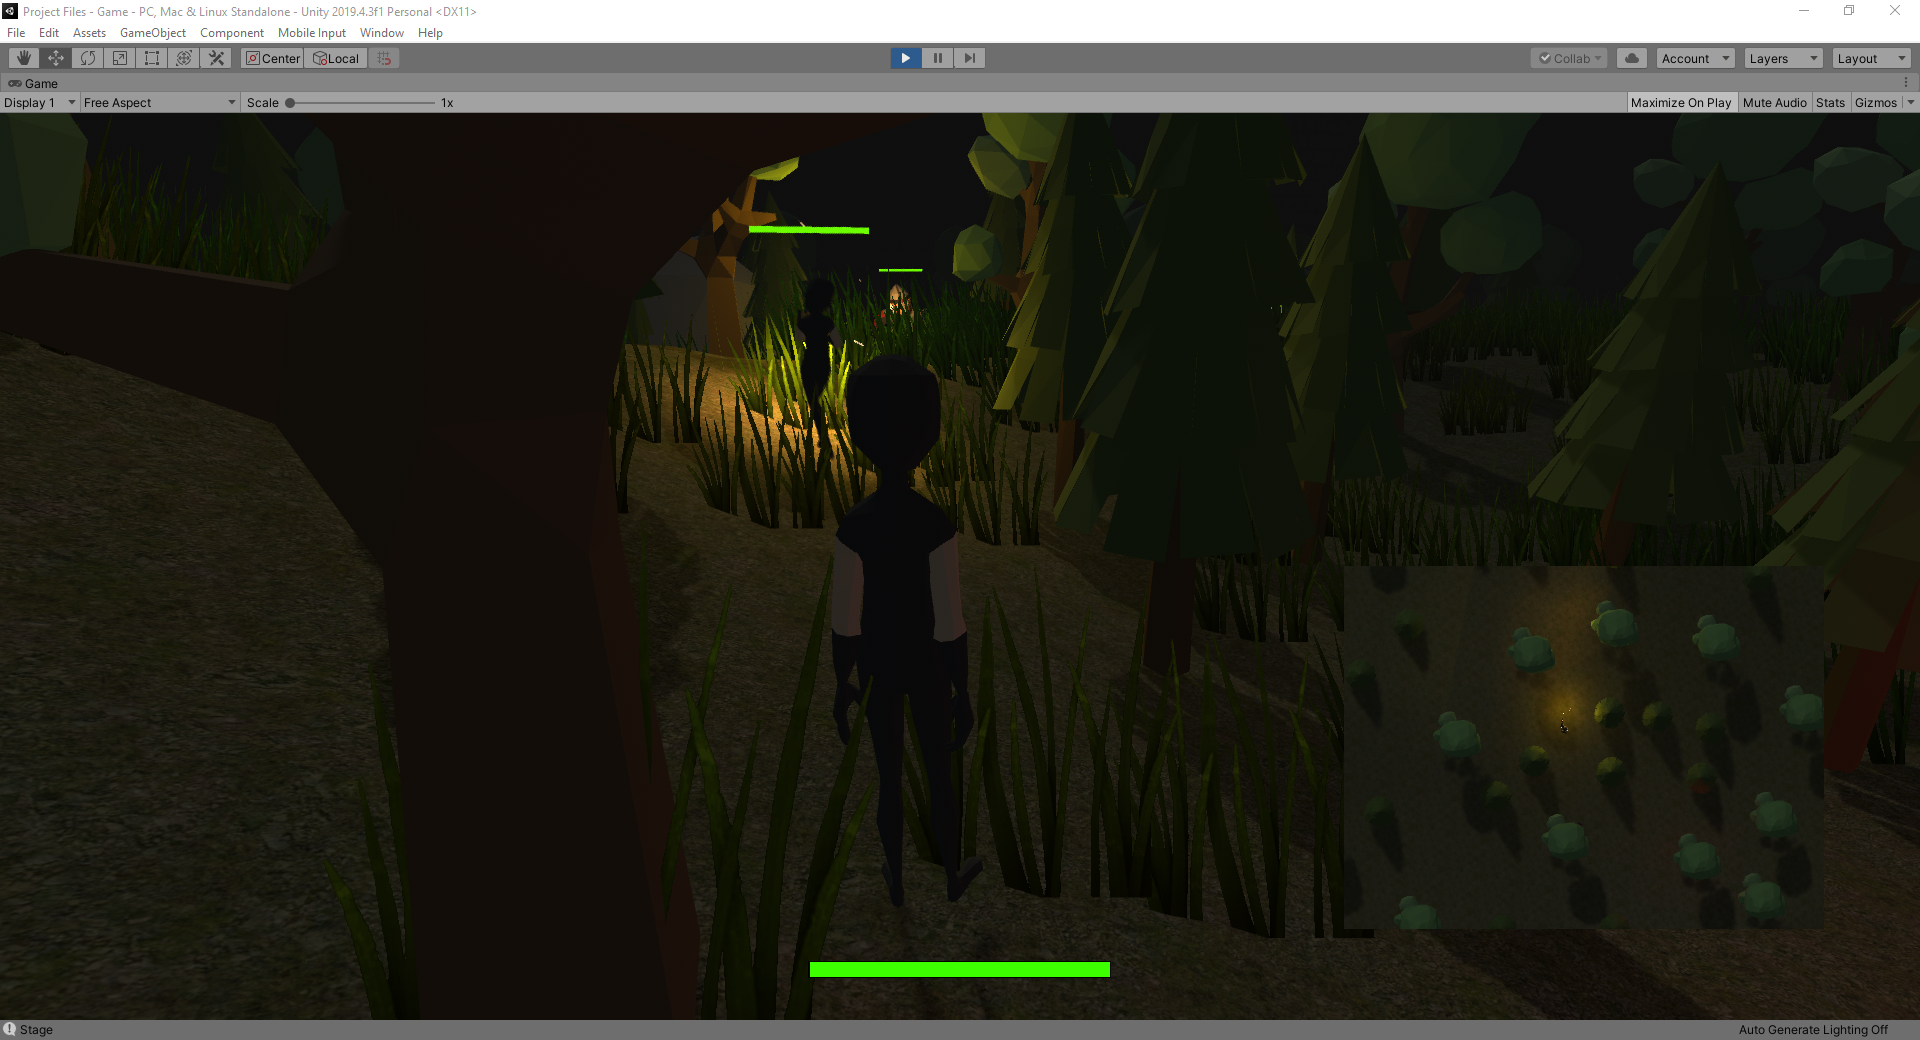 Project Files - Game - PC, Mac & Linux Standalone - Unity 2019.4.3f1 Personal <DX11>
File Edit Assets GameObject Component Mobile Input Window Help
Center Local Collab Account Layers Layout
Game
Display 1 Free Aspect Scale 1x Maximize On Play Mute Audio Stats Gizmos
Stage Auto Generate Lighting Off